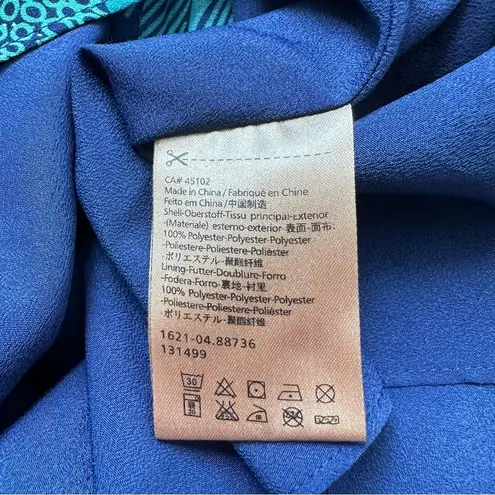 CA# 45102
Made in China / Fabriqué en Chine
Feito em China /中国制造
Shell-Oberstoff-Tissu principal-Exterior
-(Materiale) esterno-exterior-表面-面布:
100% Polyester-Polyester-Polyester
-Poliestere-Poliestere-Poliéster
-ポリエステル-聚酯纤维
Lining-Futter-Doublure-Forro
-Fodera-Forro-裏地-衬里
100% Polyester-Polyester-Polyester
-Poliestere-Poliestere-Poliéster
-ポリエステル-聚酯纤维
1621-04.88736
131499
30